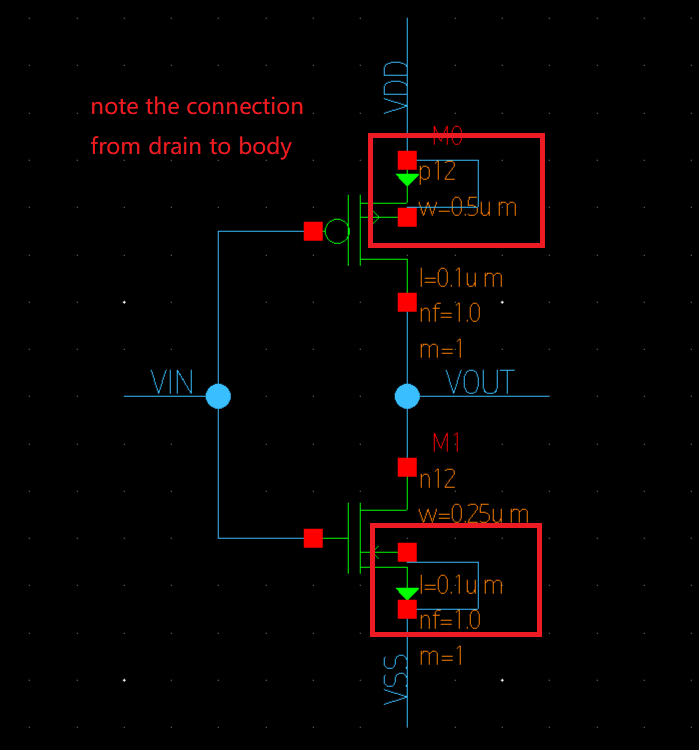 note the connection
from drain to body
VDD
M0
p12
w=0.5u m
l=0.1u m
nf=1.0
m=1
VIN
VOUT
M1
n12
w=0.25u m
l=0.1u m
nf=1.0
m=1
VSS